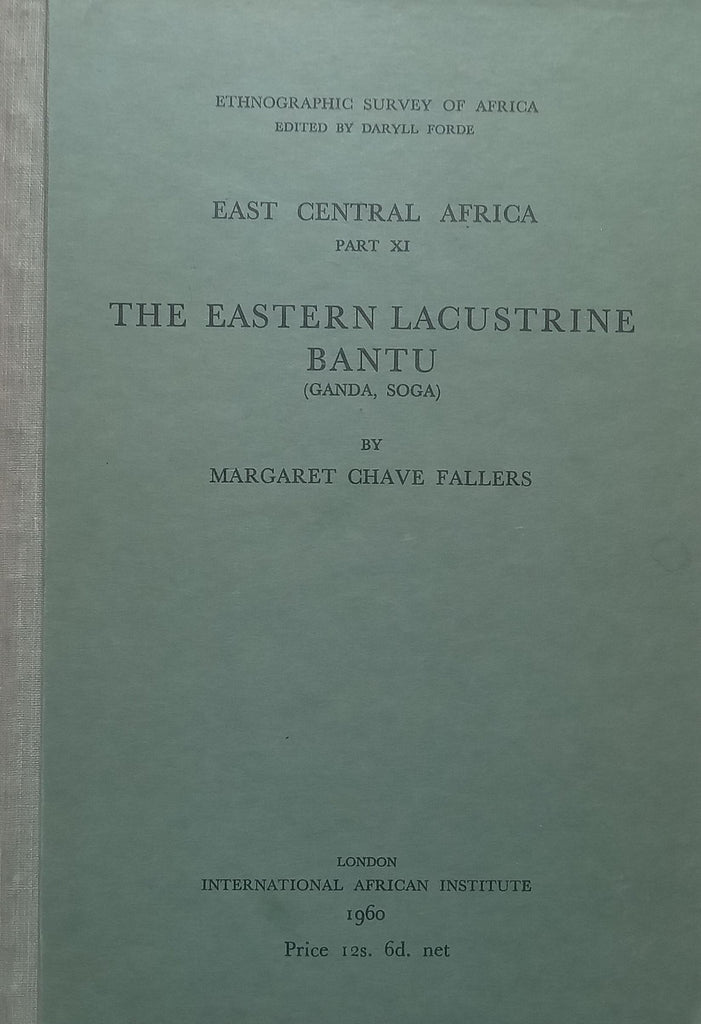 ETHNOGRAPHIC SURVEY OF AFRICA
EDITED BY DARYLL FORDE
EAST CENTRAL AFRICA
PART XI
THE EASTERN LACUSTRINE
BANTU
(GANDA, SOGA)
BY
MARGARET CHAVE FALLERS
LONDON
INTERNATIONAL AFRICAN INSTITUTE
1960
Price 12s. 6d. net